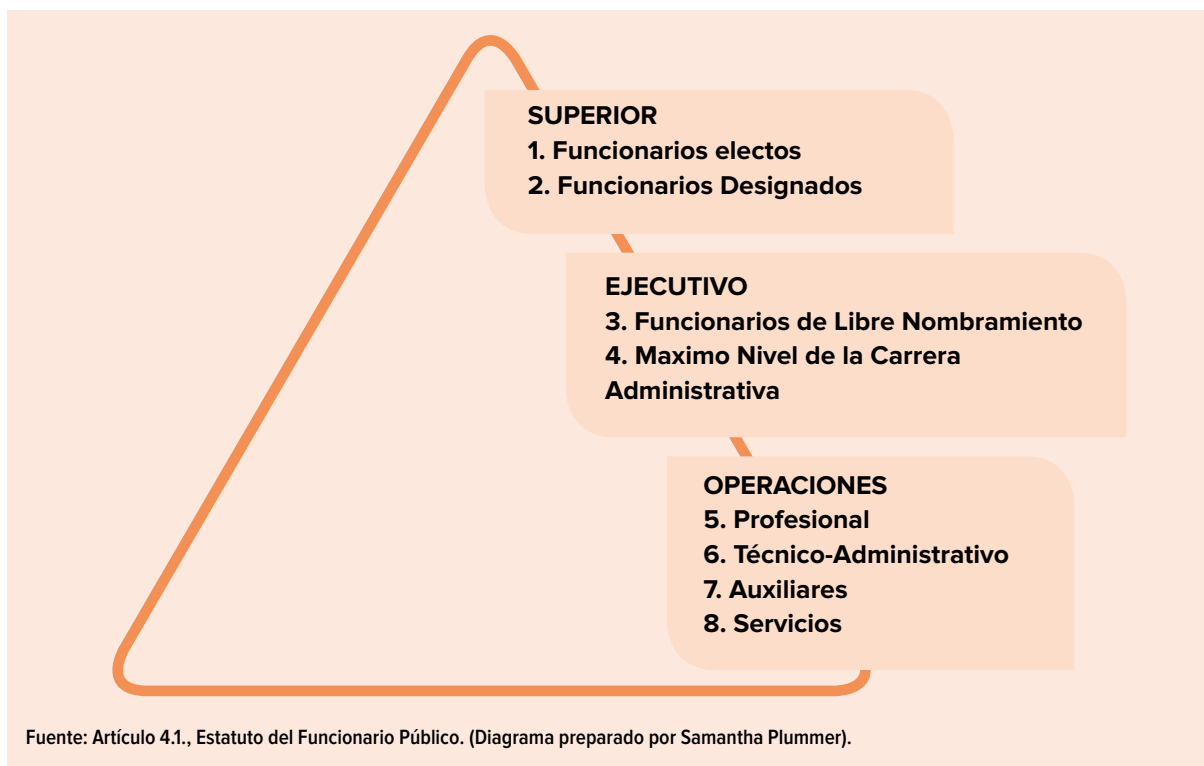 SUPERIOR
1. Funcionarios electos
2. Funcionarios Designados
EJECUTIVO
3. Funcionarios de Libre Nombramiento
4. Maximo Nivel de la Carrera
Administrativa
OPERACIONES
5. Profesional
6. Técnico-Administrativo
7. Auxiliares
8. Servicios
Fuente: Artículo 4.1., Estatuto del Funcionario Público. (Diagrama preparado por Samantha Plummer).